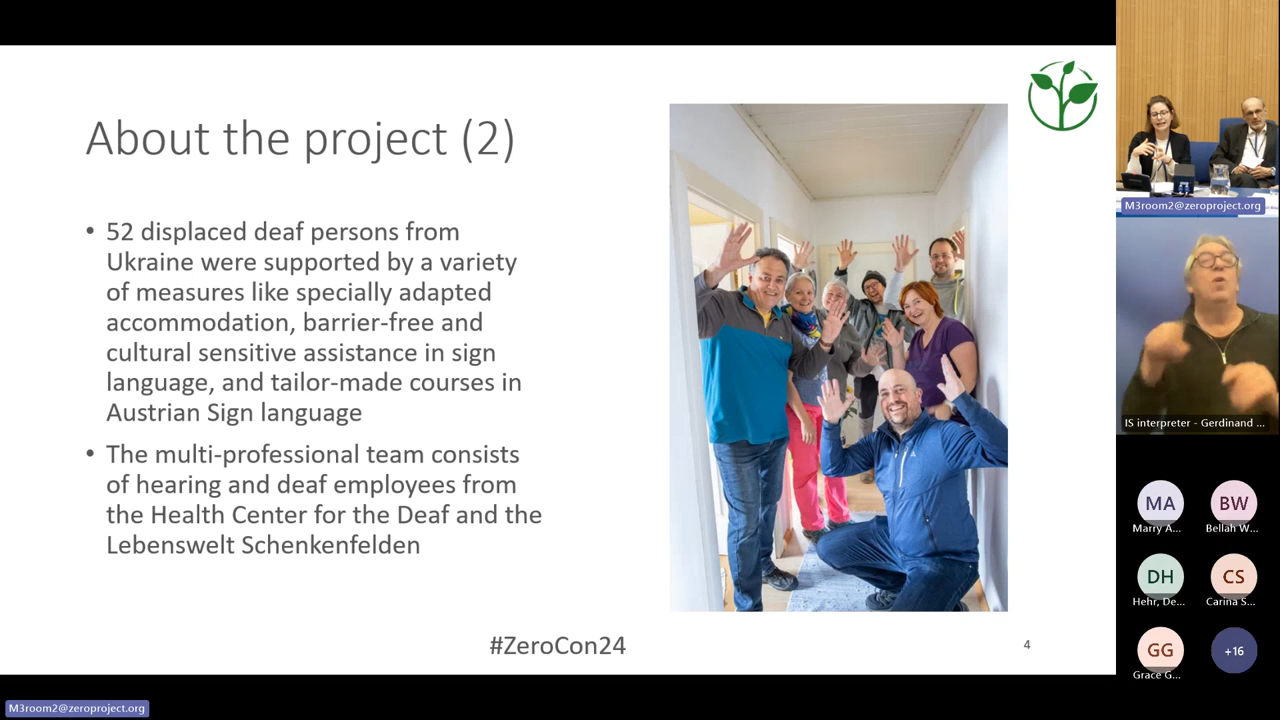 About the project (2)
• 52 displaced deaf persons from
Ukraine were supported by a variety
of measures like specially adapted
accommodation, barrier-free and
cultural sensitive assistance in sign
language, and tailor-made courses in
Austrian Sign language
• The multi-professional team consists
of hearing and deaf employees from
the Health Center for the Deaf and the
Lebenswelt Schenkenfelden
#ZeroCon24
4
M3room2@zeroproject.org
IS interpreter - Gerdinand ...
MA
Marry A...
BW
Bellah W...
DH
Hehr, De...
CS
Carina S...
GG
Grace G...
+16
M3room2@zeroproject.org